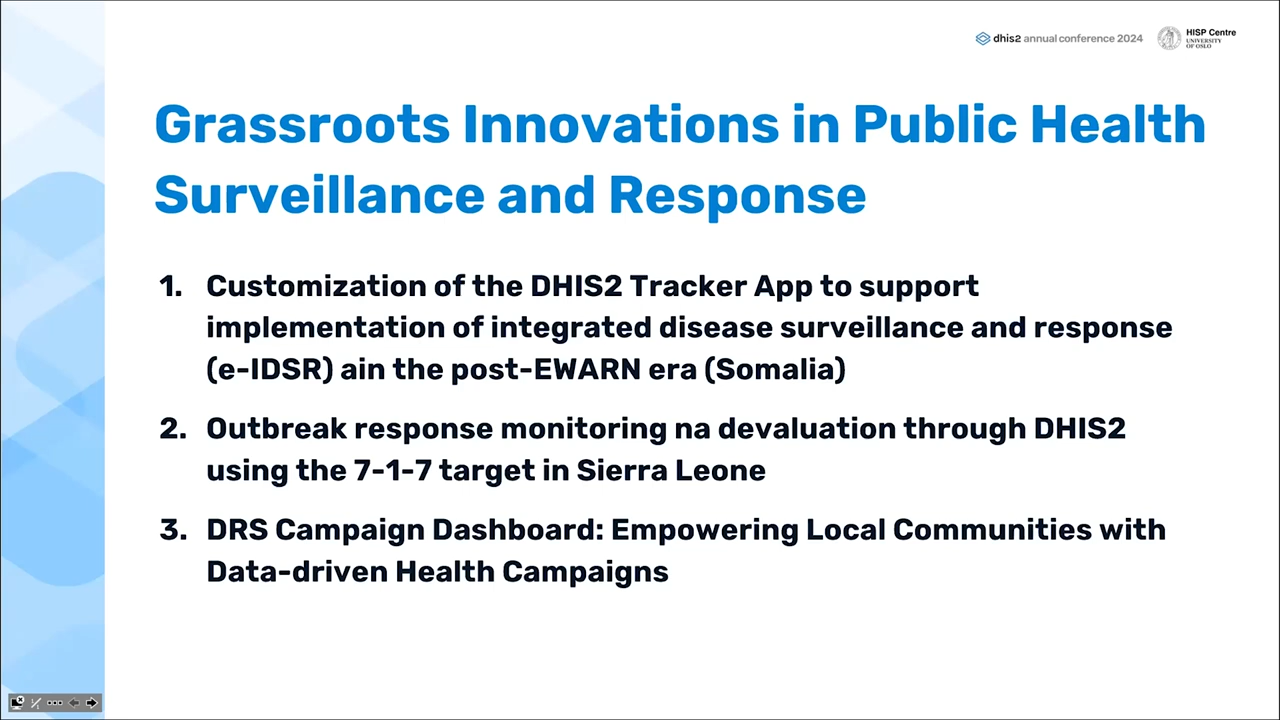 dhis2 annual conference 2024
HISP Centre
UNIVERSITY
OF OSLO
Grassroots Innovations in Public Health
Surveillance and Response
1. Customization of the DHIS2 Tracker App to support
implementation of integrated disease surveillance and response
(e-IDSR) ain the post-EWARN era (Somalia)
2. Outbreak response monitoring na devaluation through DHIS2
using the 7-1-7 target in Sierra Leone
3. DRS Campaign Dashboard: Empowering Local Communities with
Data-driven Health Campaigns